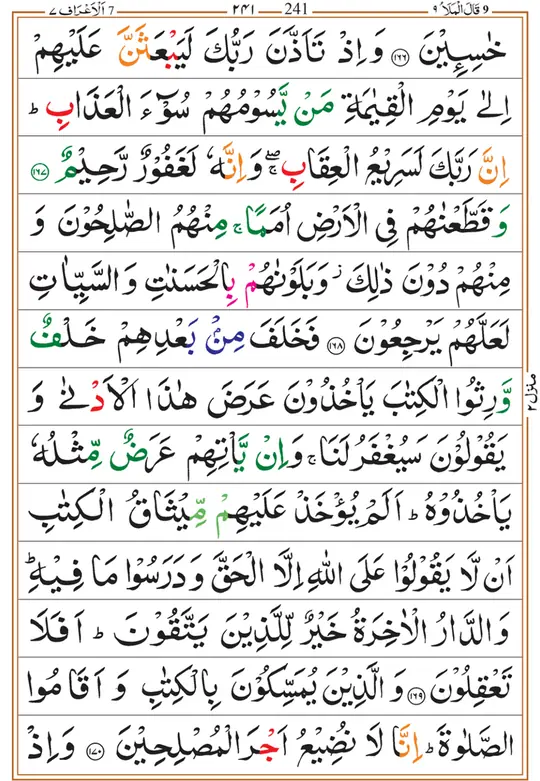 ٩ قَالَ الْمَلَاُ ٩ 241 ٢٤١ 7 اَلْاَعْرَاف ٧
خٰسِـِٕيْنَ ۝١٦٦ وَاِذْ تَاَذَّنَ رَبُّكَ لَيَبْعَثَنَّ عَلَيْهِمْ
اِلٰى يَوْمِ الْقِيٰمَةِ مَنْ يَّسُوْمُهُمْ سُوْٓءَ الْعَذَابِ ؕ
اِنَّ رَبَّكَ لَسَرِيْعُ الْعِقَابِ ۚۖ وَاِنَّهٗ لَغَفُوْرٌ رَّحِيْمٌ ۝١٦٧
وَقَطَّعْنٰهُمْ فِى الْاَرْضِ اُمَمًا ۚ مِنْهُمُ الصّٰلِحُوْنَ وَ
مِنْهُمْ دُوْنَ ذٰلِكَ ۡ وَبَلَوْنٰهُمْ بِالْحَسَنٰتِ وَالسَّيِّاٰتِ
لَعَلَّهُمْ يَرْجِعُوْنَ ۝١٦٨ فَخَلَفَ مِنْۢ بَعْدِهِمْ خَلْفٌ
وَّرِثُوا الْكِتٰبَ يَاْخُذُوْنَ عَرَضَ هٰذَا الْاَدْنٰى وَ
يَقُوْلُوْنَ سَيُغْفَرُ لَنَا ۚ وَاِنْ يَّاْتِهِمْ عَرَضٌ مِّثْلُهٗ
يَاْخُذُوْهُ ؕ اَلَمْ يُؤْخَذْ عَلَيْهِمْ مِّيْثَاقُ الْكِتٰبِ
اَنْ لَّا يَقُوْلُوْا عَلَى اللّٰهِ اِلَّا الْحَقَّ وَدَرَسُوْا مَا فِيْهِ ؕ
وَالدَّارُ الْاٰخِرَةُ خَيْرٌ لِّلَّذِيْنَ يَتَّقُوْنَ ؕ اَفَلَا
تَعْقِلُوْنَ ۝١٦٩ وَالَّذِيْنَ يُمَسِّكُوْنَ بِالْكِتٰبِ وَاَقَامُوا
الصَّلٰوةَ ؕ اِنَّا لَا نُضِيْعُ اَجْرَ الْمُصْلِحِيْنَ ۝١٧٠ وَاِذْ
منزل ٢